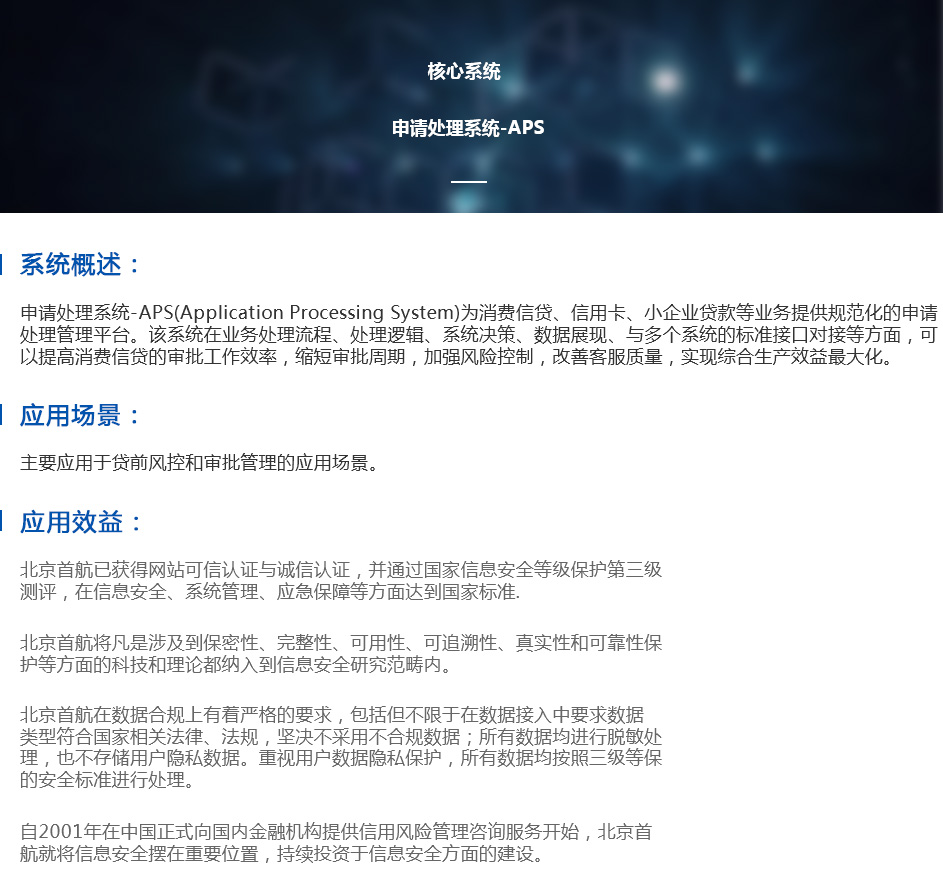 核心系统
申请处理系统-APS
系统概述：
申请处理系统-APS(Application Processing System)为消费信贷、信用卡、小企业贷款等业务提供规范化的申请
处理管理平台。该系统在业务处理流程、处理逻辑、系统决策、数据展现、与多个系统的标准接口对接等方面，可
以提高消费信贷的审批工作效率，缩短审批周期，加强风险控制，改善客服质量，实现综合生产效益最大化。
应用场景：
主要应用于贷前风控和审批管理的应用场景。
应用效益：
北京首航已获得网站可信认证与诚信认证，并通过国家信息安全等级保护第三级
测评，在信息安全、系统管理、应急保障等方面达到国家标准.
北京首航将凡是涉及到保密性、完整性、可用性、可追溯性、真实性和可靠性保
护等方面的科技和理论都纳入到信息安全研究范畴内。
北京首航在数据合规上有着严格的要求，包括但不限于在数据接入中要求数据
类型符合国家相关法律、法规，坚决不采用不合规数据；所有数据均进行脱敏处
理，也不存储用户隐私数据。重视用户数据隐私保护，所有数据均按照三级等保
的安全标准进行处理。
自2001年在中国正式向国内金融机构提供信用风险管理咨询服务开始，北京首
航就将信息安全摆在重要位置，持续投资于信息安全方面的建设。